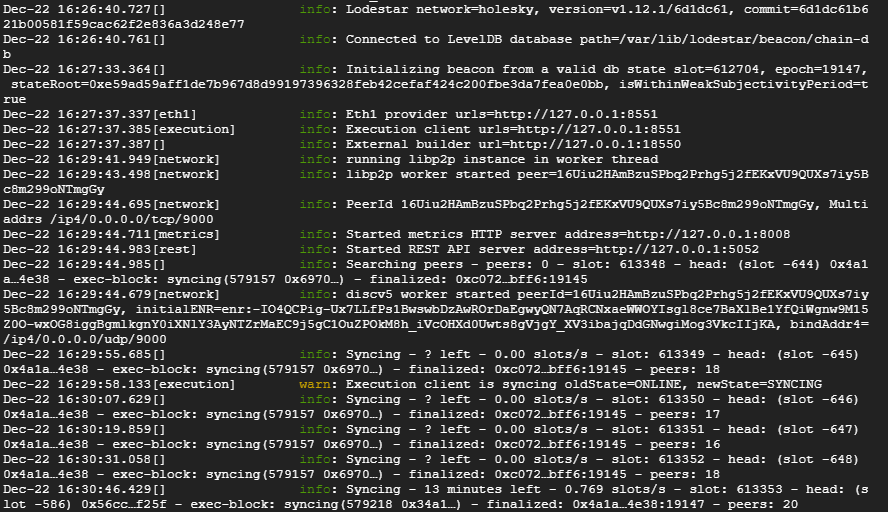 Dec-22 16:26:40.727[]                 info: Lodestar network=holesky, version=v1.12.1/6d1dc61, commit=6d1dc61b6
21b00581f59cac62f2e836a3d248e77
Dec-22 16:26:40.761[]                 info: Connected to LevelDB database path=/var/lib/lodestar/beacon/chain-d
b
Dec-22 16:27:33.364[]                 info: Initializing beacon from a valid db state slot=612704, epoch=19147,
 stateRoot=0xe59ad59aff1de7b967d8d99197396328feb42cefaf424c200fbe3da7fea0e0bb, isWithinWeakSubjectivityPeriod=t
rue
Dec-22 16:27:37.337[eth1]             info: Eth1 provider urls=http://127.0.0.1:8551
Dec-22 16:27:37.385[execution]        info: Execution client urls=http://127.0.0.1:8551
Dec-22 16:27:37.387[]                 info: External builder url=http://127.0.0.1:18550
Dec-22 16:29:41.949[network]          info: running libp2p instance in worker thread
Dec-22 16:29:43.498[network]          info: libp2p worker started peer=16Uiu2HAmBzuSPbq2Prhg5j2fEKxVU9QUXs7iy5B
c8m299oNTmgGy
Dec-22 16:29:44.695[network]          info: PeerId 16Uiu2HAmBzuSPbq2Prhg5j2fEKxVU9QUXs7iy5Bc8m299oNTmgGy, Multi
addrs /ip4/0.0.0.0/tcp/9000
Dec-22 16:29:44.711[metrics]          info: Started metrics HTTP server address=http://127.0.0.1:8008
Dec-22 16:29:44.983[rest]             info: Started REST API server address=http://127.0.0.1:5052
Dec-22 16:29:44.985[]                 info: Searching peers - peers: 0 - slot: 613348 - head: (slot -644) 0x4a1
a…4e38 - exec-block: syncing(579157 0x6970…) - finalized: 0xc072…bff6:19145
Dec-22 16:29:44.679[network]          info: discv5 worker started peerId=16Uiu2HAmBzuSPbq2Prhg5j2fEKxVU9QUXs7iy
5Bc8m299oNTmgGy, initialENR=enr:-IO4QCPig-Ux7LLfPs1BwswbDzAwROrDaEgwyQN7AqRCNxaeWWOYIsgl8ce7BaXlBe1YfQiWgnw9M15
Z0O-wxOG8iggBgmlkgnY0iXNlY3AyNTZrMaEC9j5gC1OuZPOkM8h_iVcOHXd0Uwts8gVjgY_XV3ibajqDdGNwgiMog3VkcIIjKA, bindAddr4=
/ip4/0.0.0.0/udp/9000
Dec-22 16:29:55.685[]                 info: Syncing - ? left - 0.00 slots/s - slot: 613349 - head: (slot -645)
0x4a1a…4e38 - exec-block: syncing(579157 0x6970…) - finalized: 0xc072…bff6:19145 - peers: 18
Dec-22 16:29:58.133[execution]        warn: Execution client is syncing oldState=ONLINE, newState=SYNCING
Dec-22 16:30:07.629[]                 info: Syncing - ? left - 0.00 slots/s - slot: 613350 - head: (slot -646)
0x4a1a…4e38 - exec-block: syncing(579157 0x6970…) - finalized: 0xc072…bff6:19145 - peers: 17
Dec-22 16:30:19.859[]                 info: Syncing - ? left - 0.00 slots/s - slot: 613351 - head: (slot -647)
0x4a1a…4e38 - exec-block: syncing(579157 0x6970…) - finalized: 0xc072…bff6:19145 - peers: 16
Dec-22 16:30:31.058[]                 info: Syncing - ? left - 0.00 slots/s - slot: 613352 - head: (slot -648)
0x4a1a…4e38 - exec-block: syncing(579157 0x6970…) - finalized: 0xc072…bff6:19145 - peers: 18
Dec-22 16:30:46.429[]                 info: Syncing - 13 minutes left - 0.769 slots/s - slot: 613353 - head: (s
lot -586) 0x56cc…f25f - exec-block: syncing(579218 0x34a1…) - finalized: 0x4a1a…4e38:19147 - peers: 20